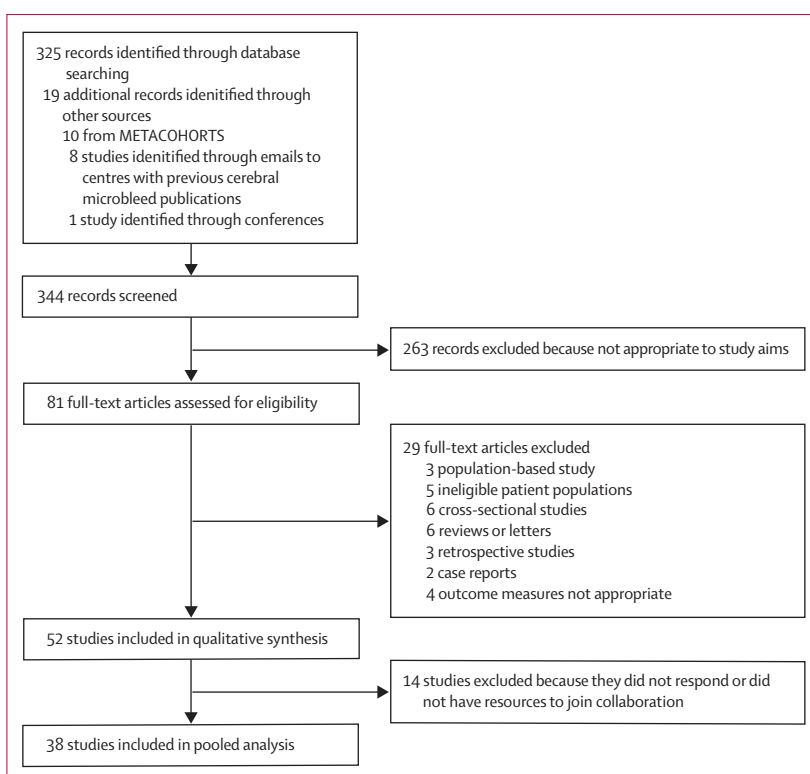 325 records identified through database
searching
19 additional records idenitified through
other sources
10 from METACOHORTS
8 studies idenitified through emails to
centres with previous cerebral
microbleed publications
1 study identified through conferences
344 records screened
263 records excluded because not appropriate to study aims
81 full-text articles assessed for eligibility
29 full-text articles excluded
3 population-based study
5 ineligible patient populations
6 cross-sectional studies
6 reviews or letters
3 retrospective studies
2 case reports
4 outcome measures not appropriate
52 studies included in qualitative synthesis
14 studies excluded because they did not respond or did
not have resources to join collaboration
38 studies included in pooled analysis